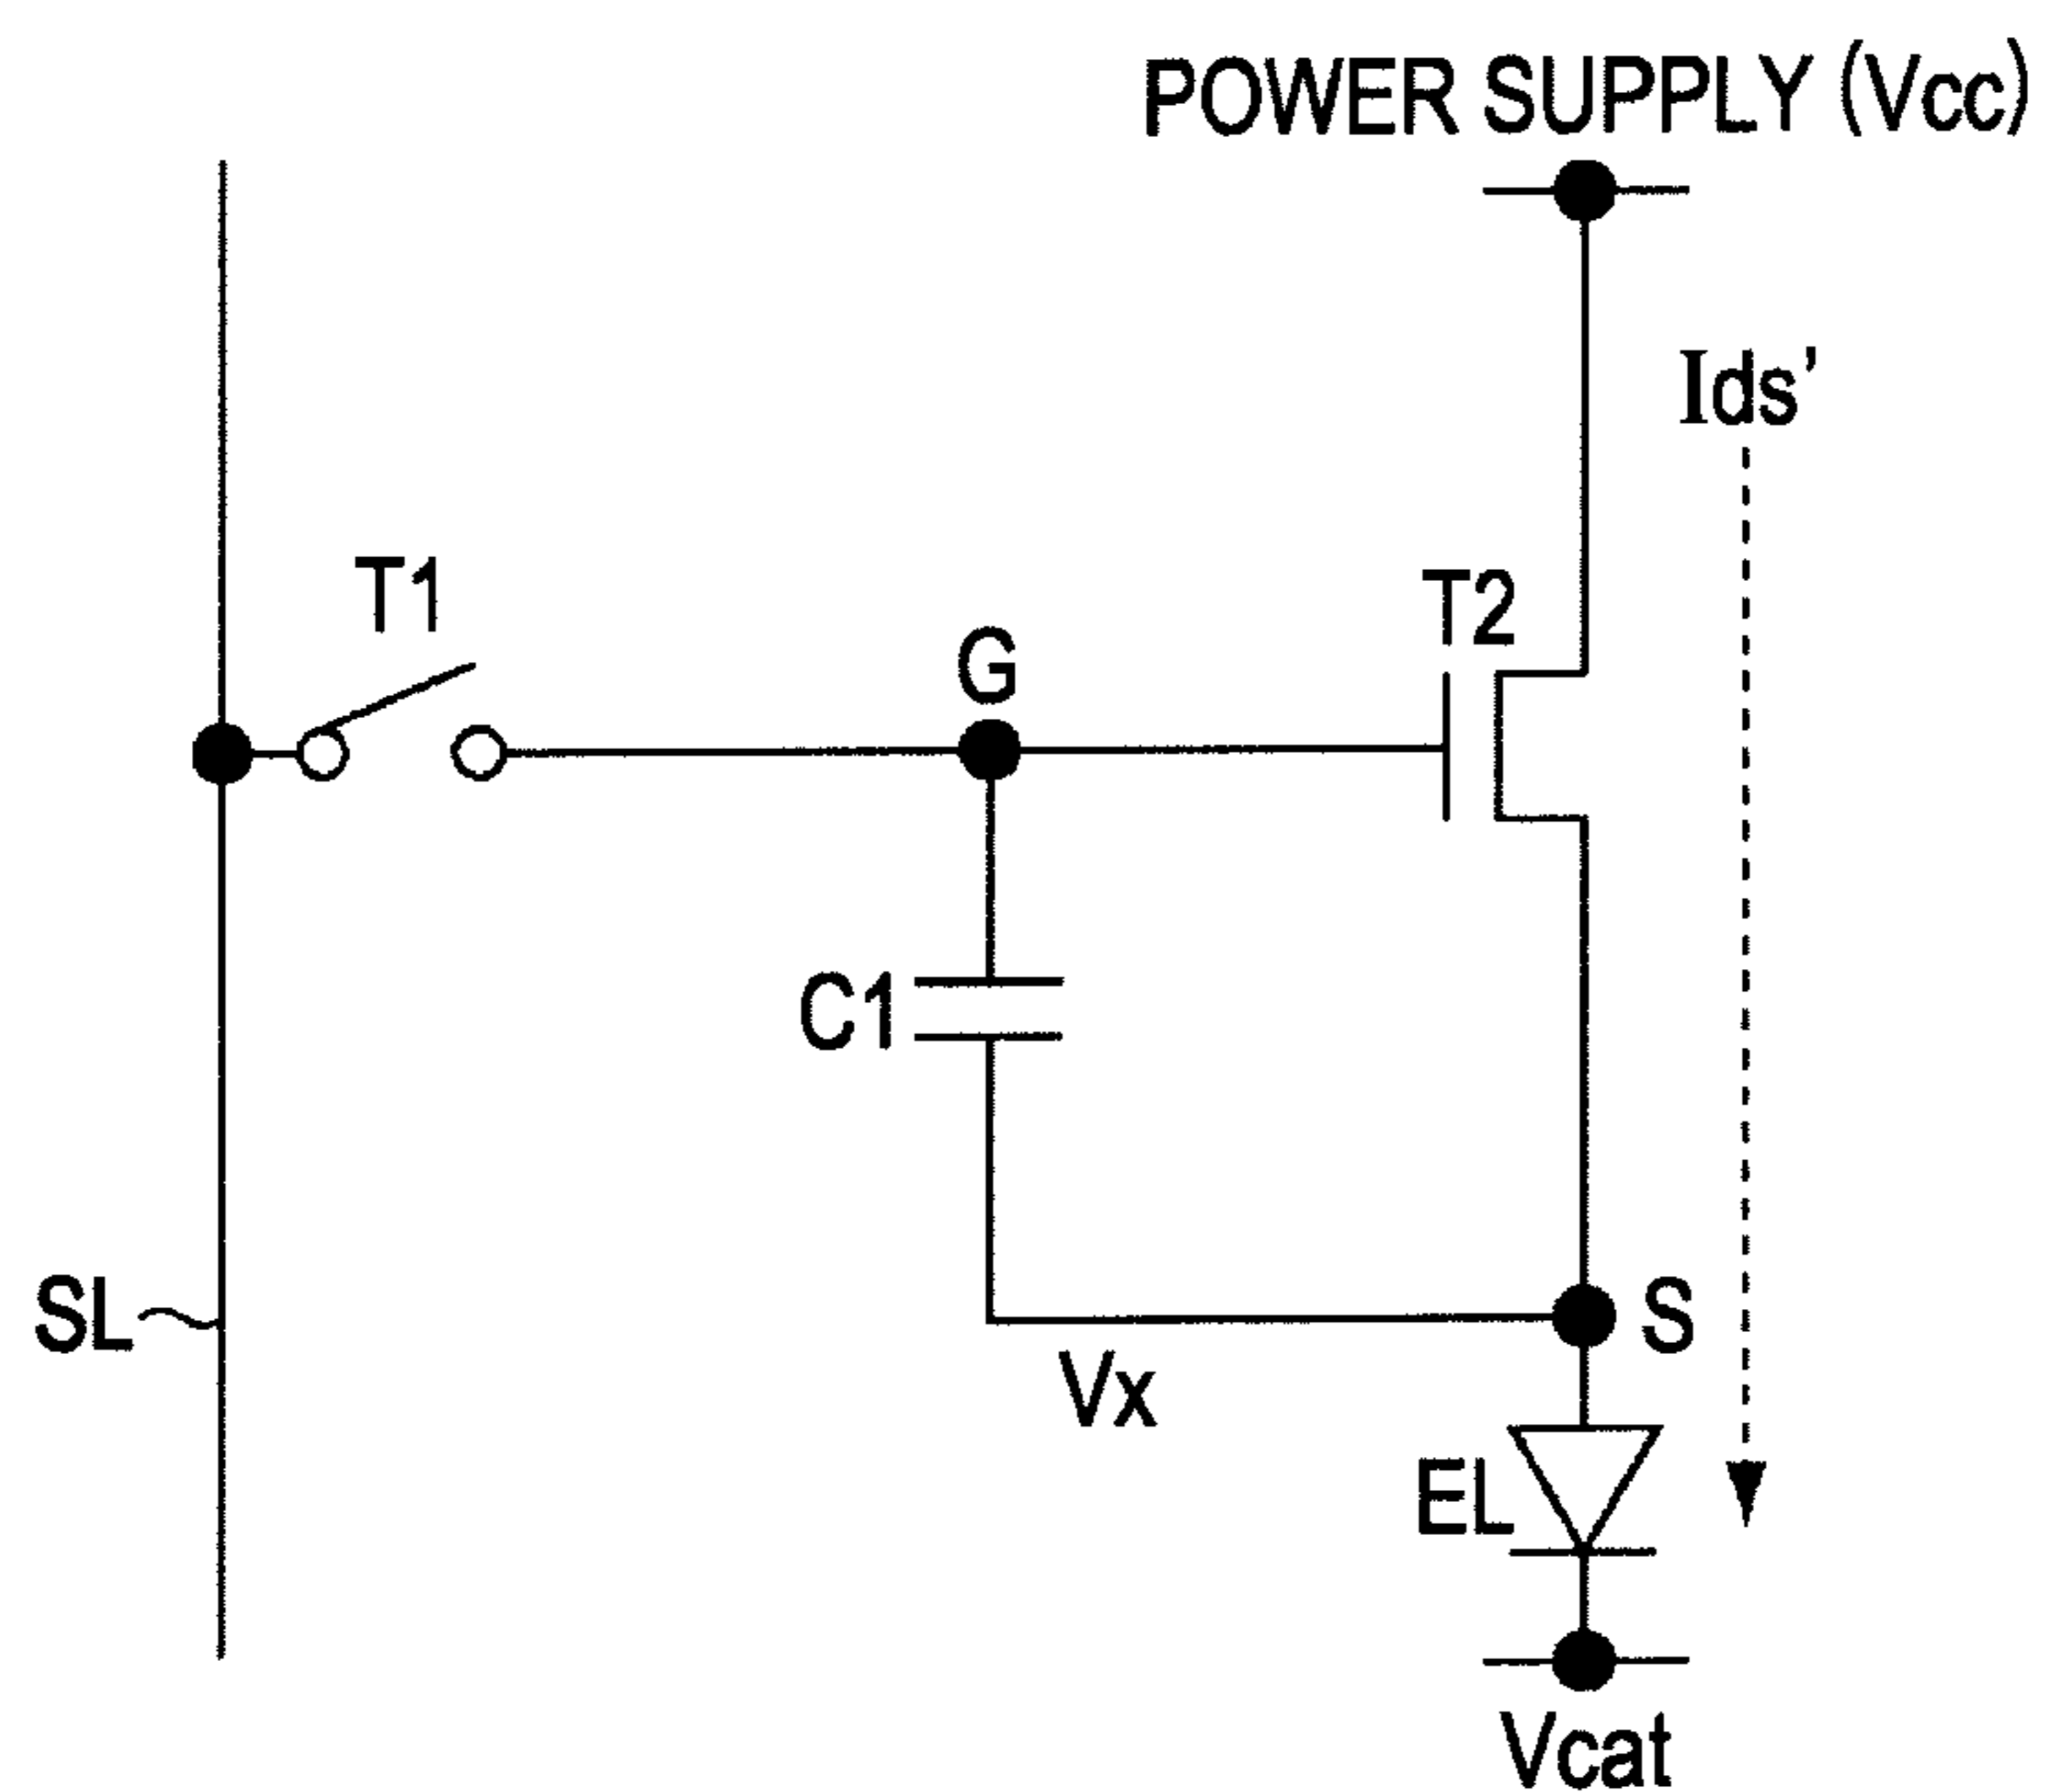 POWER SUPPLY (Vcc)
Ids'
T1
T2
G
C1
SL
S
Vx
EL
Vcat